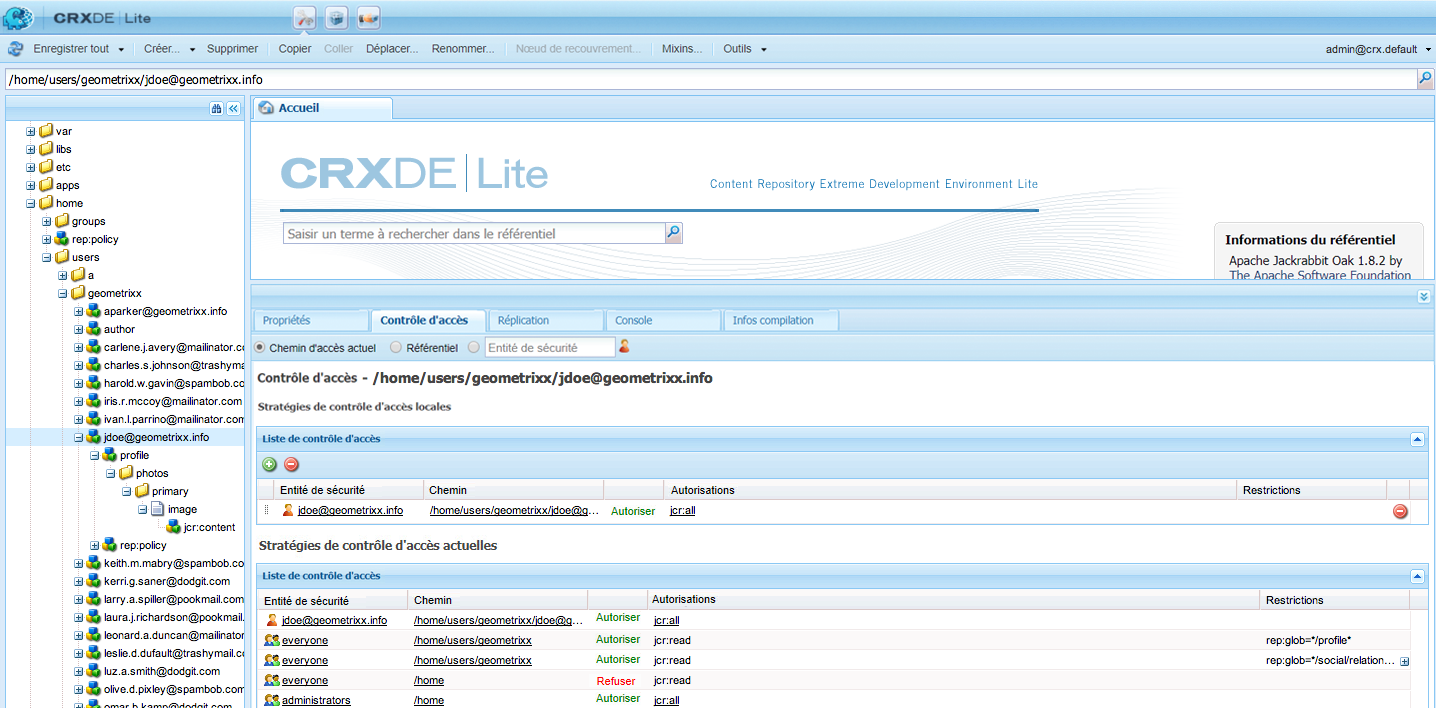 CRXDE | Lite
Enregistrer tout Créer... Supprimer Copier Coller Déplacer... Renommer... Nœud de recouvrement... Mixins... Outils admin@crx.default
/home/users/geometrixx/jdoe@geometrixx.info
var
libs
etc
apps
home
groups
rep:policy
users
a
geometrixx
aparker@geometrixx.info
author
carlene.j.avery@mailinator.cc
charles.s.johnson@trashyma
harold.w.gavin@spambob.co
iris.r.mccoy@mailinator.com
ivan.l.parrino@mailinator.com
jdoe@geometrixx.info
profile
photos
primary
image
jcr:content
rep:policy
keith.m.mabry@spambob.co
kerri.g.saner@dodgit.com
larry.a.spiller@pookmail.com
laura.j.richardson@pookmail.
leonard.a.duncan@mailinator
leslie.d.dufault@trashymail.cc
luz.a.smith@dodgit.com
olive.d.pixley@spambob.com
omar.b.kamp@dodgit.com
Accueil
CRXDE | Lite
Content Repository Extreme Development Environment Lite
Saisir un terme à rechercher dans le référentiel
Informations du référentiel
Apache Jackrabbit Oak 1.8.2 by
The Apache Software Foundation
Propriétés Contrôle d'accès Réplication Console Infos compilation
Chemin d'accès actuel Référentiel Entité de sécurité
Contrôle d'accès - /home/users/geometrixx/jdoe@geometrixx.info
Stratégies de contrôle d'accès locales
Liste de contrôle d'accès
Entité de sécurité Chemin Autorisations Restrictions
jdoe@geometrixx.info /home/users/geometrixx/jdoe@g... Autoriser jcr:all
Stratégies de contrôle d'accès actuelles
Liste de contrôle d'accès
Entité de sécurité Chemin Autorisations Restrictions
jdoe@geometrixx.info /home/users/geometrixx/jdoe@g... Autoriser jcr:all
everyone /home/users/geometrixx Autoriser jcr:read rep:glob=*/profile*
everyone /home/users/geometrixx Autoriser jcr:read rep:glob=*/social/relation...
everyone /home Refuser jcr:read
administrators /home Autoriser jcr:all